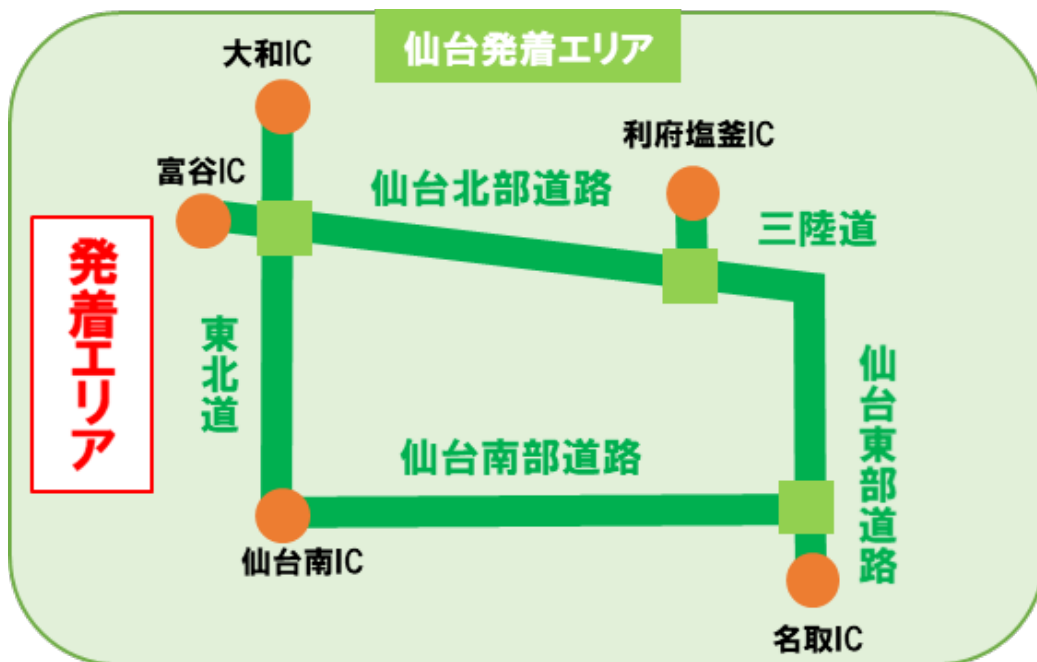 仙台発着エリア
大和IC
利府塩釜IC
富谷IC
仙台北部道路
三陸道
発着エリア
東北道
仙台東部道路
仙台南部道路
仙台南IC
名取IC